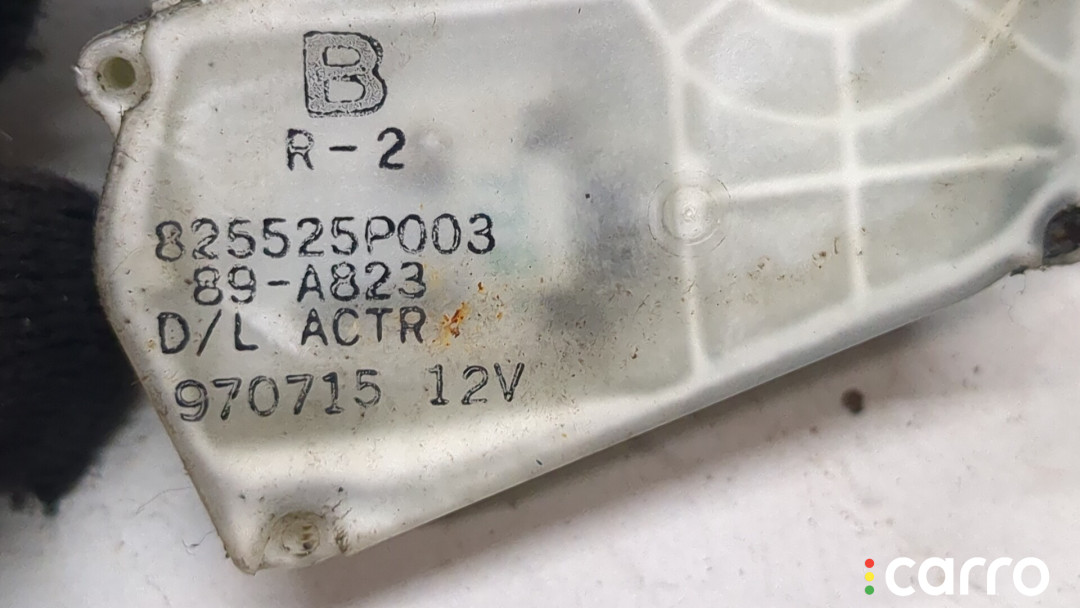 B
R-2
825525P003
89-A823
D/L ACTR
970715 12V
carro